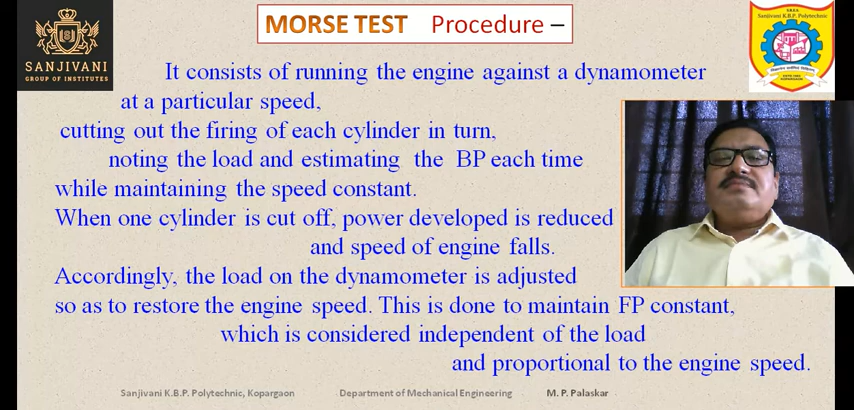 SANJIVANI
GROUP OF INSTITUTES
MORSE TEST Procedure –
Sanjivani K.B.P. Polytechnic
It consists of running the engine against a dynamometer
at a particular speed,
cutting out the firing of each cylinder in turn,
noting the load and estimating the BP each time
while maintaining the speed constant.
When one cylinder is cut off, power developed is reduced
and speed of engine falls.
Accordingly, the load on the dynamometer is adjusted
so as to restore the engine speed. This is done to maintain FP constant,
which is considered independent of the load
and proportional to the engine speed.
Sanjivani K.B.P. Polytechnic, Kopargaon Department of Mechanical Engineering M. P. Palaskar